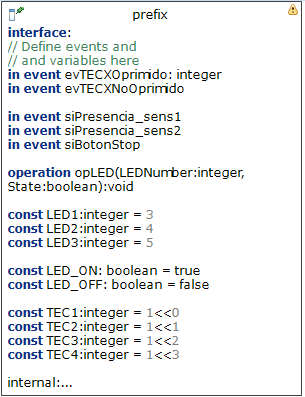 prefix
interface:
// Define events and
// and variables here
in event evTECXOprimido: integer
in event evTECXNoOprimido
in event siPresencia_sens1
in event siPresencia_sens2
in event siBotonStop
operation opLED(LEDNumber:integer,
State:boolean):void
const LED1:integer = 3
const LED2:integer = 4
const LED3:integer = 5
const LED_ON: boolean = true
const LED_OFF: boolean = false
const TEC1:integer = 1<<0
const TEC2:integer = 1<<1
const TEC3:integer = 1<<2
const TEC4:integer = 1<<3
internal:...